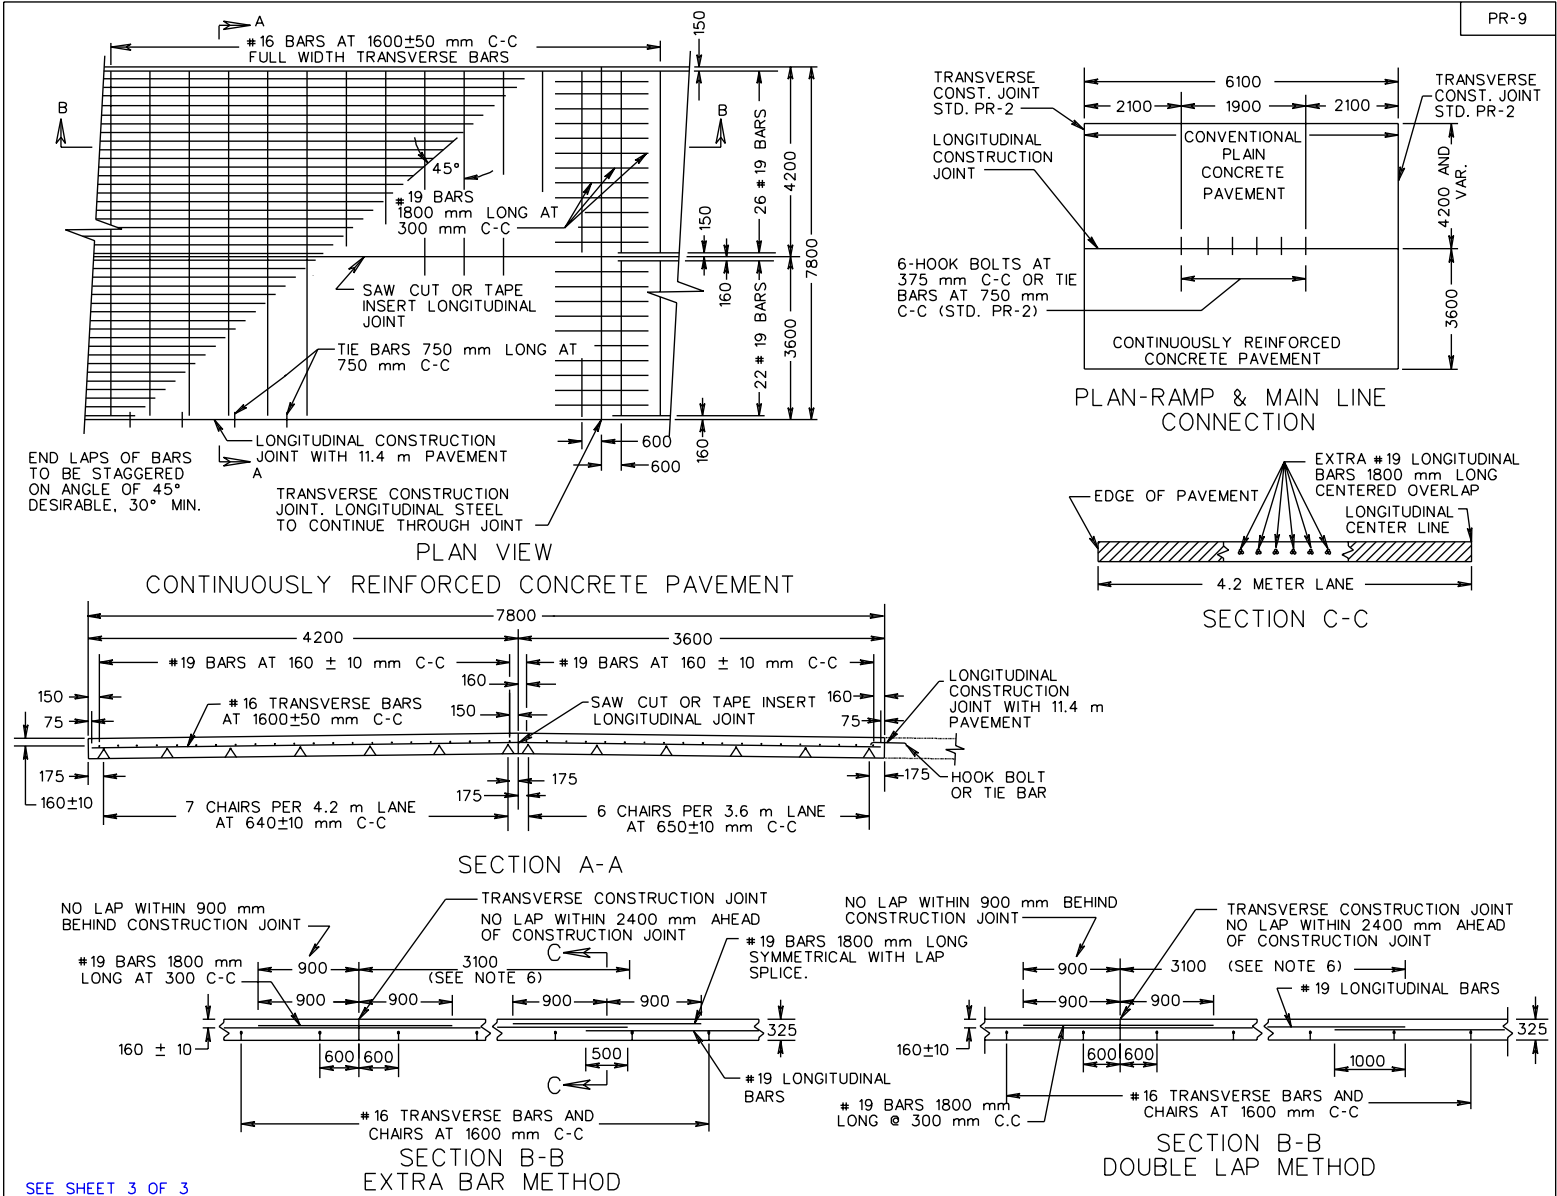 PR-9
A
#16 BARS AT 1600±50 mm C-C
FULL WIDTH TRANSVERSE BARS
150
B
B
45°
#19 BARS
1800 mm LONG AT
300 mm C-C
26 #19 BARS
4200
7800
150
160
SAW CUT OR TAPE
INSERT LONGITUDINAL
JOINT
22 #19 BARS
3600
TIE BARS 750 mm LONG AT
750 mm C-C
LONGITUDINAL CONSTRUCTION
JOINT WITH 11.4 m PAVEMENT
A
600
600
160
END LAPS OF BARS
TO BE STAGGERED
ON ANGLE OF 45°
DESIRABLE, 30° MIN.
TRANSVERSE CONSTRUCTION
JOINT. LONGITUDINAL STEEL
TO CONTINUE THROUGH JOINT
PLAN VIEW
CONTINUOUSLY REINFORCED CONCRETE PAVEMENT
TRANSVERSE
CONST. JOINT
STD. PR-2
6100
2100
1900
2100
TRANSVERSE
CONST. JOINT
STD. PR-2
LONGITUDINAL
CONSTRUCTION
JOINT
CONVENTIONAL
PLAIN
CONCRETE
PAVEMENT
4200 AND
VAR.
6-HOOK BOLTS AT
375 mm C-C OR TIE
BARS AT 750 mm
C-C (STD. PR-2)
3600
CONTINUOUSLY REINFORCED
CONCRETE PAVEMENT
PLAN-RAMP & MAIN LINE
CONNECTION
EXTRA #19 LONGITUDINAL
BARS 1800 mm LONG
CENTERED OVERLAP
EDGE OF PAVEMENT
LONGITUDINAL
CENTER LINE
4.2 METER LANE
SECTION C-C
7800
4200
3600
#19 BARS AT 160 ± 10 mm C-C
#19 BARS AT 160 ± 10 mm C-C
150
160
160
75
#16 TRANSVERSE BARS
AT 1600±50 mm C-C
150
SAW CUT OR TAPE INSERT
LONGITUDINAL JOINT
75
LONGITUDINAL
CONSTRUCTION
JOINT WITH 11.4 m
PAVEMENT
175
175
175
175
160±10
HOOK BOLT
OR TIE BAR
7 CHAIRS PER 4.2 m LANE
AT 640±10 mm C-C
6 CHAIRS PER 3.6 m LANE
AT 650±10 mm C-C
SECTION A-A
NO LAP WITHIN 900 mm
BEHIND CONSTRUCTION JOINT
TRANSVERSE CONSTRUCTION JOINT
NO LAP WITHIN 2400 mm AHEAD
OF CONSTRUCTION JOINT
C
#19 BARS 1800 mm LONG
SYMMETRICAL WITH LAP
SPLICE.
#19 BARS 1800 mm
LONG AT 300 C-C
900
3100
(SEE NOTE 6)
900
900
900
900
325
160 ± 10
600
600
500
C
#19 LONGITUDINAL
BARS
#16 TRANSVERSE BARS AND
CHAIRS AT 1600 mm C-C
SECTION B-B
EXTRA BAR METHOD
NO LAP WITHIN 900 mm BEHIND
CONSTRUCTION JOINT
TRANSVERSE CONSTRUCTION JOINT
NO LAP WITHIN 2400 mm AHEAD
OF CONSTRUCTION JOINT
900
3100
(SEE NOTE 6)
900
900
#19 LONGITUDINAL BARS
325
160±10
600
600
1000
# 19 BARS 1800 mm
LONG @ 300 mm C.C
#16 TRANSVERSE BARS AND
CHAIRS AT 1600 mm C-C
SECTION B-B
DOUBLE LAP METHOD
SEE SHEET 3 OF 3